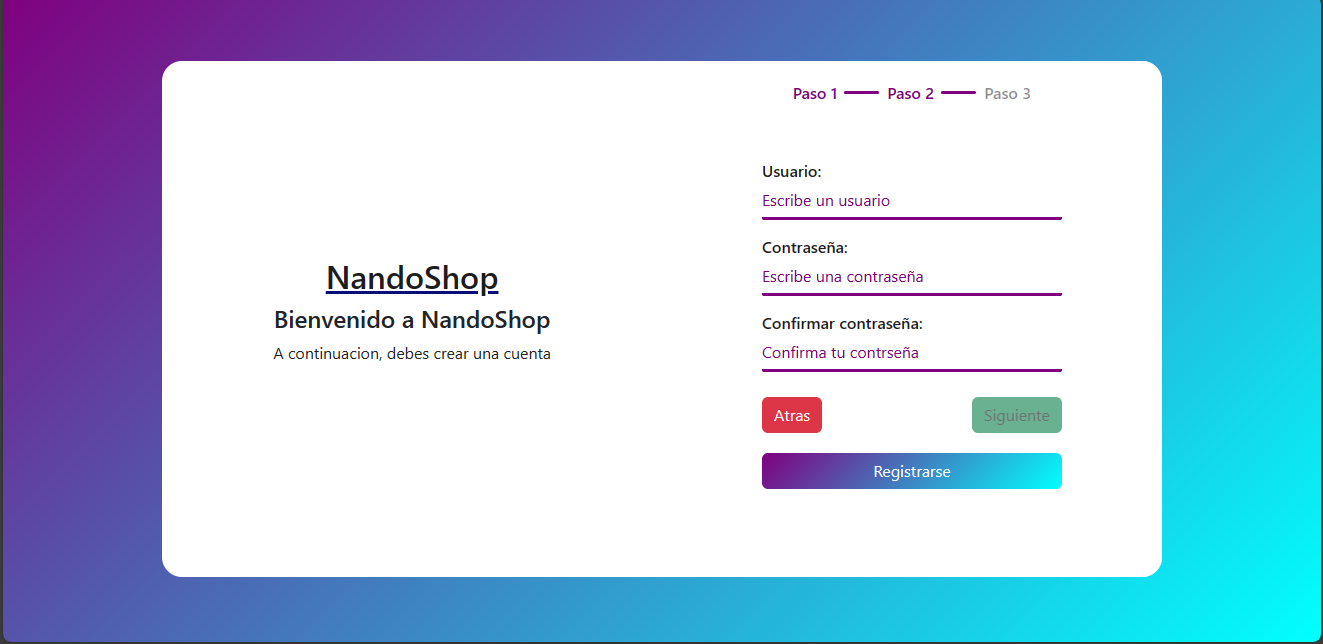 NandoShop
Bienvenido a NandoShop
A continuacion, debes crear una cuenta
Paso 1 Paso 2 Paso 3
Usuario:
Escribe un usuario
Contraseña:
Escribe una contraseña
Confirmar contraseña:
Confirma tu contrseña
Atras Siguiente
Registrarse